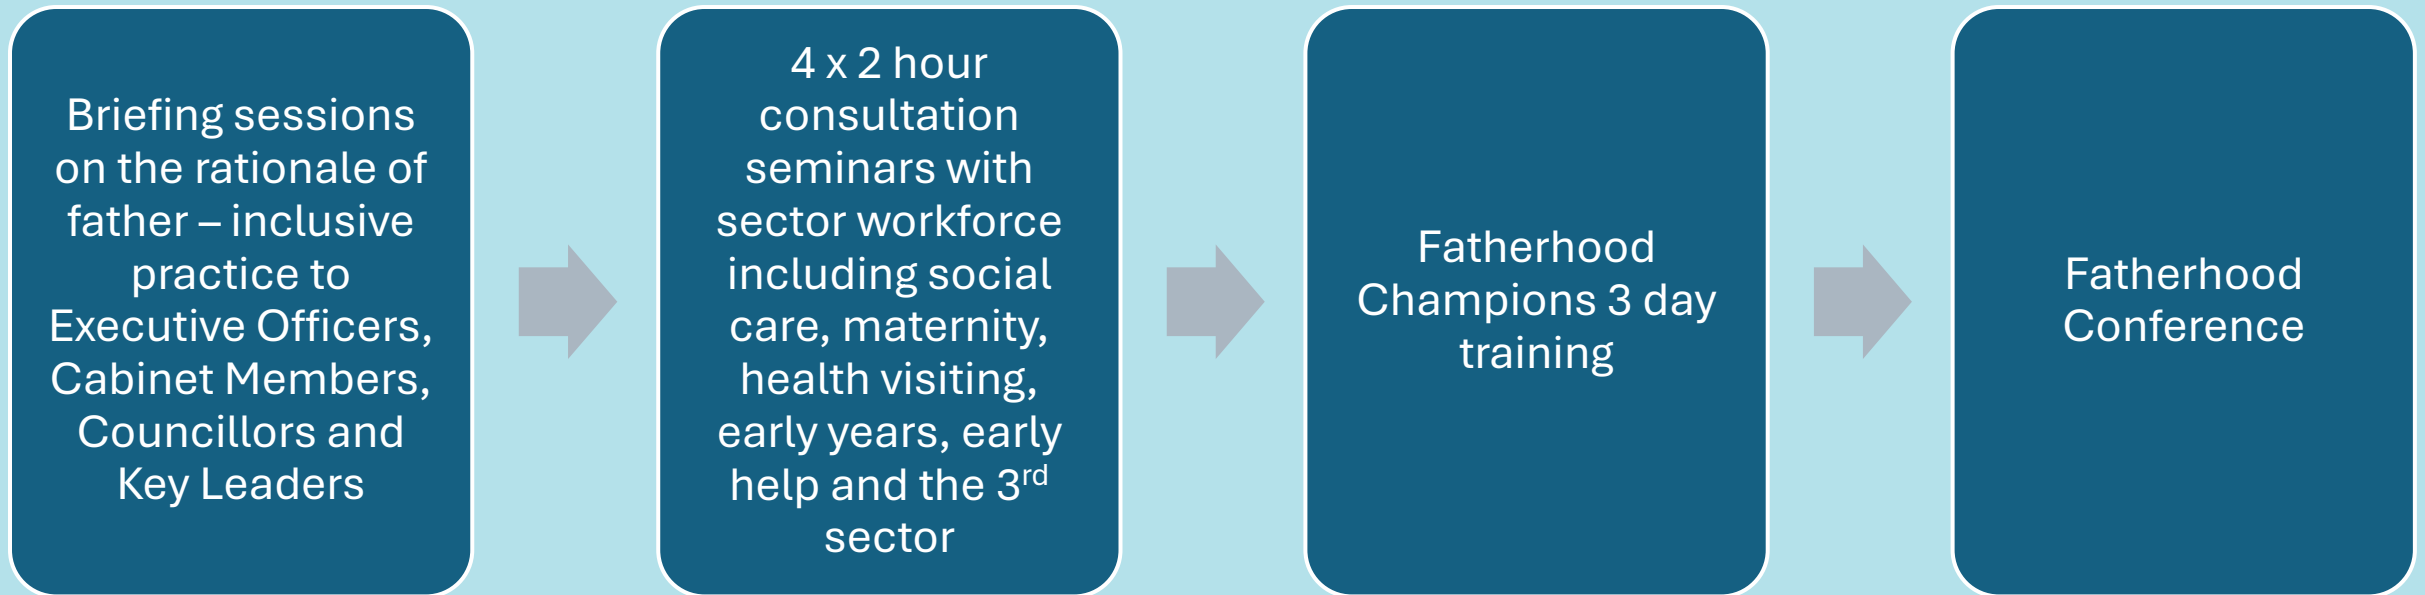 Briefing sessions
on the rationale of
father – inclusive
practice to
Executive Officers,
Cabinet Members,
Councillors and
Key Leaders
4 x 2 hour
consultation
seminars with
sector workforce
including social
care, maternity,
health visiting,
early years, early
help and the 3rd
sector
Fatherhood
Champions 3 day
training
Fatherhood
Conference